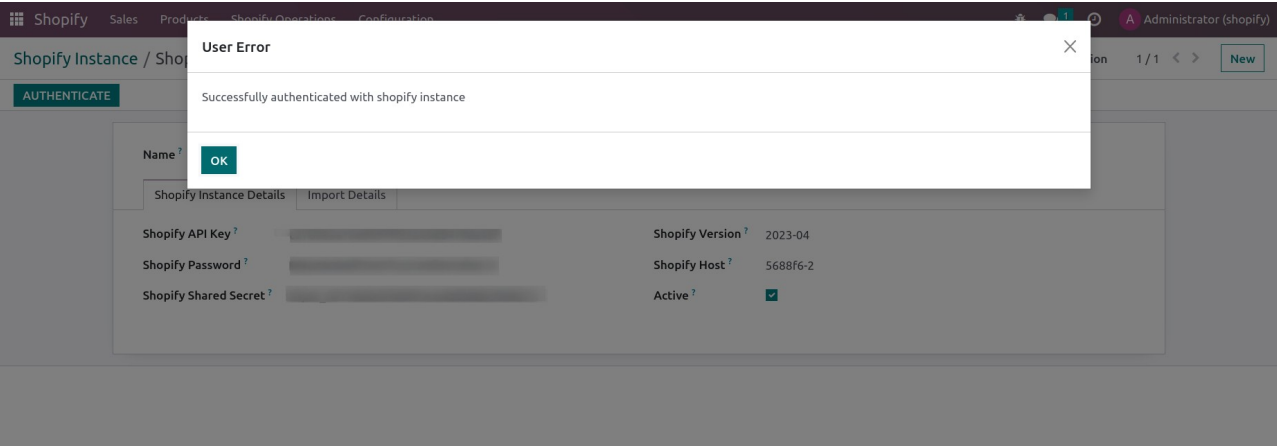 Shopify Sales Products Shopify Operations Configuration 1 A Administrator (shopify)
User Error
Shopify Instance / Shop ion 1 / 1 New
AUTHENTICATE
Successfully authenticated with shopify instance
OK
Name ?
Shopify Instance Details Import Details
Shopify API Key ? Shopify Version ? 2023-04
Shopify Password ? Shopify Host ? 5688f6-2
Shopify Shared Secret ? Active ?